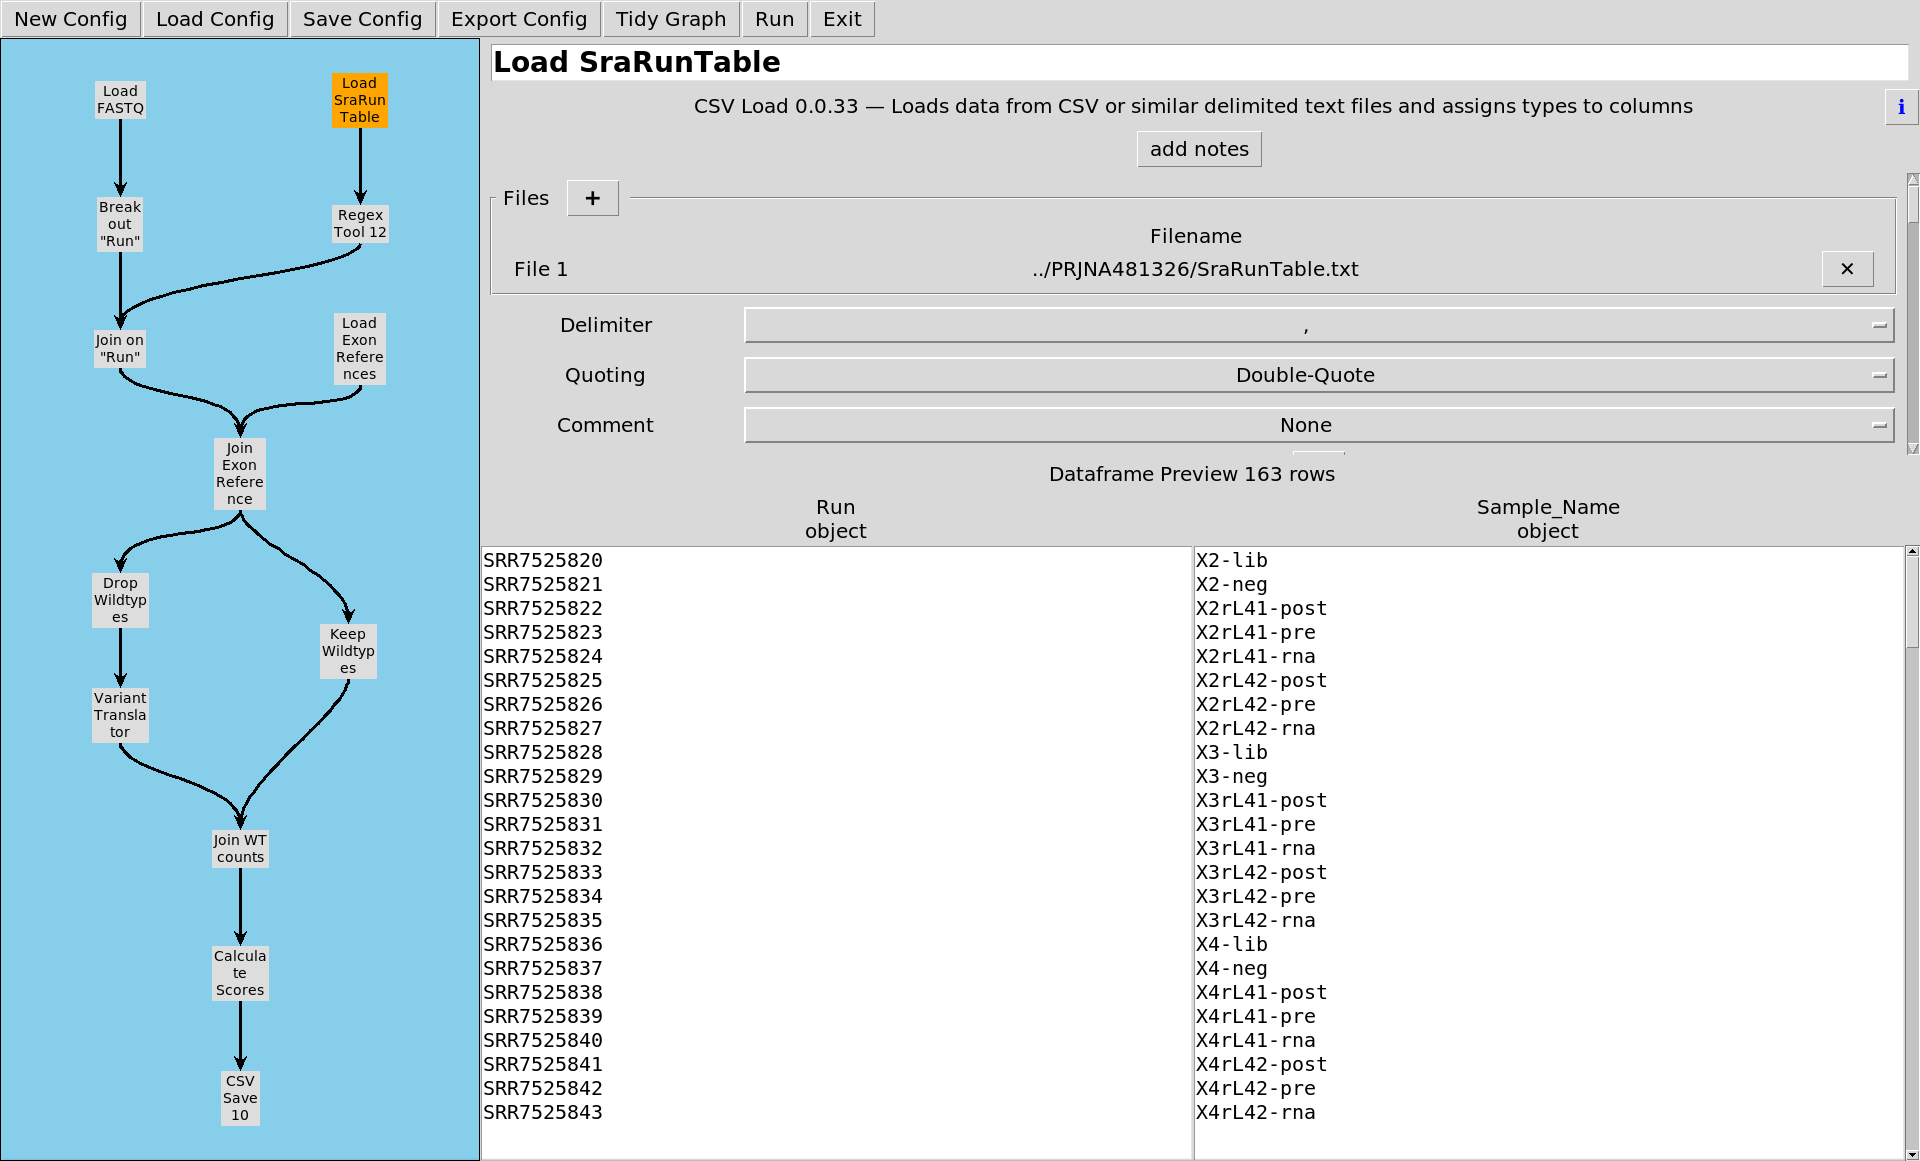 New Config Load Config Save Config Export Config Tidy Graph Run Exit
Load
FASTQ
Load
SraRun
Table
Break
out
"Run"
Regex
Tool 12
Join on
"Run"
Load
Exon
Refere
nces
Join
Exon
Refere
nce
Drop
Wildtyp
es
Keep
Wildtyp
es
Variant
Transla
tor
Join WT
counts
Calcula
te
Scores
CSV
Save
10
Load SraRunTable
CSV Load 0.0.33 — Loads data from CSV or similar delimited text files and assigns types to columns
i
add notes
Files +
Filename
File 1 ../PRJNA481326/SraRunTable.txt ✕
Delimiter ,
Quoting Double-Quote
Comment None
Dataframe Preview 163 rows
Run Sample_Name
object object
SRR7525820 X2-lib
SRR7525821 X2-neg
SRR7525822 X2rL41-post
SRR7525823 X2rL41-pre
SRR7525824 X2rL41-rna
SRR7525825 X2rL42-post
SRR7525826 X2rL42-pre
SRR7525827 X2rL42-rna
SRR7525828 X3-lib
SRR7525829 X3-neg
SRR7525830 X3rL41-post
SRR7525831 X3rL41-pre
SRR7525832 X3rL41-rna
SRR7525833 X3rL42-post
SRR7525834 X3rL42-pre
SRR7525835 X3rL42-rna
SRR7525836 X4-lib
SRR7525837 X4-neg
SRR7525838 X4rL41-post
SRR7525839 X4rL41-pre
SRR7525840 X4rL41-rna
SRR7525841 X4rL42-post
SRR7525842 X4rL42-pre
SRR7525843 X4rL42-rna